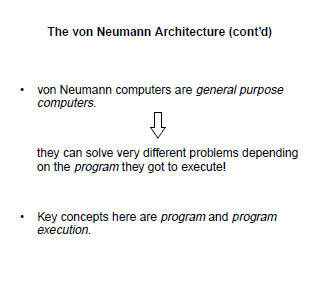 The von Neumann Architecture (cont'd)
• von Neumann computers are general purpose
computers.
they can solve very different problems depending
on the program they got to execute!
• Key concepts here are program and program
execution.